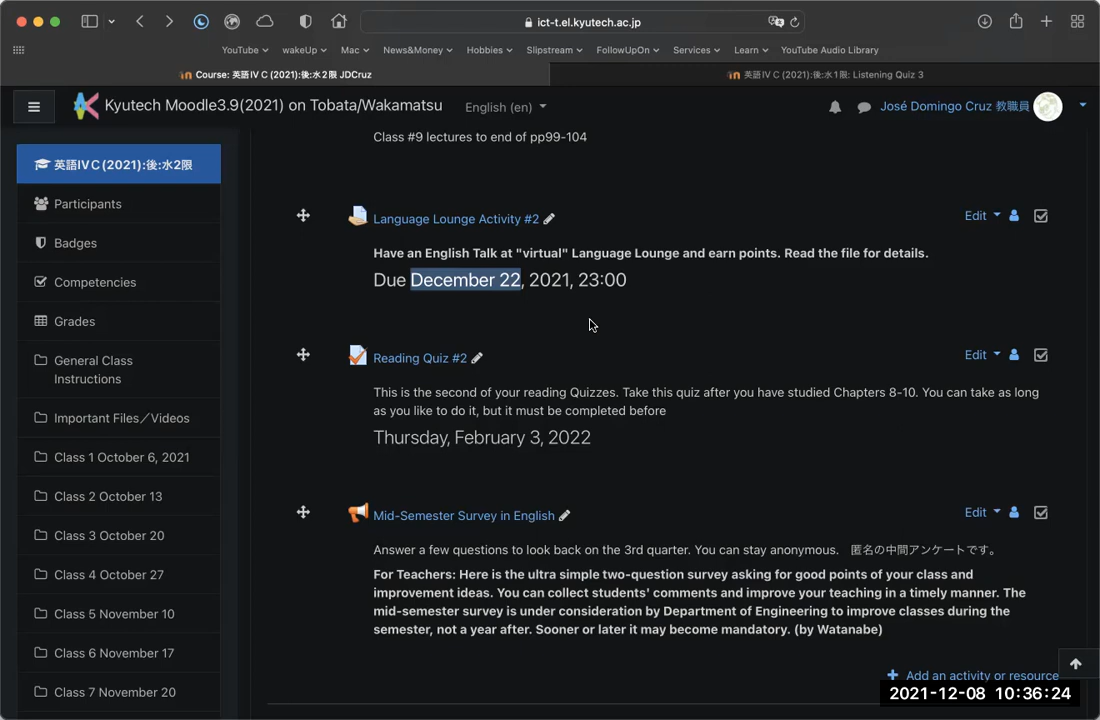 ict-t.el.kyutech.ac.jp
YouTube
wakeUp
Mac
News&Money
Hobbies
Slipstream
FollowUpOn
Services
Learn
YouTube Audio Library
Course: 英語Ⅳ C (2021):後:水2限 JDCruz
英語Ⅳ C (2021):後:水1限: Listening Quiz 3
Kyutech Moodle3.9(2021) on Tobata/Wakamatsu
English (en)
José Domingo Cruz 教職員
英語ⅣC(2021):後:水2限
Participants
Badges
Competencies
Grades
General Class
Instructions
Important Files／Videos
Class 1 October 6, 2021
Class 2 October 13
Class 3 October 20
Class 4 October 27
Class 5 November 10
Class 6 November 17
Class 7 November 20
Class #9 lectures to end of pp99-104
Language Lounge Activity #2
Edit
Have an English Talk at "virtual" Language Lounge and earn points. Read the file for details.
Due December 22, 2021, 23:00
Reading Quiz #2
Edit
This is the second of your reading Quizzes. Take this quiz after you have studied Chapters 8-10. You can take as long
as you like to do it, but it must be completed before
Thursday, February 3, 2022
Mid-Semester Survey in English
Edit
Answer a few questions to look back on the 3rd quarter. You can stay anonymous. 匿名の中間アンケートです。
For Teachers: Here is the ultra simple two-question survey asking for good points of your class and
improvement ideas. You can collect students' comments and improve your teaching in a timely manner. The
mid-semester survey is under consideration by Department of Engineering to improve classes during the
semester, not a year after. Sooner or later it may become mandatory. (by Watanabe)
Add an activity or resource
2021-12-08 10:36:24